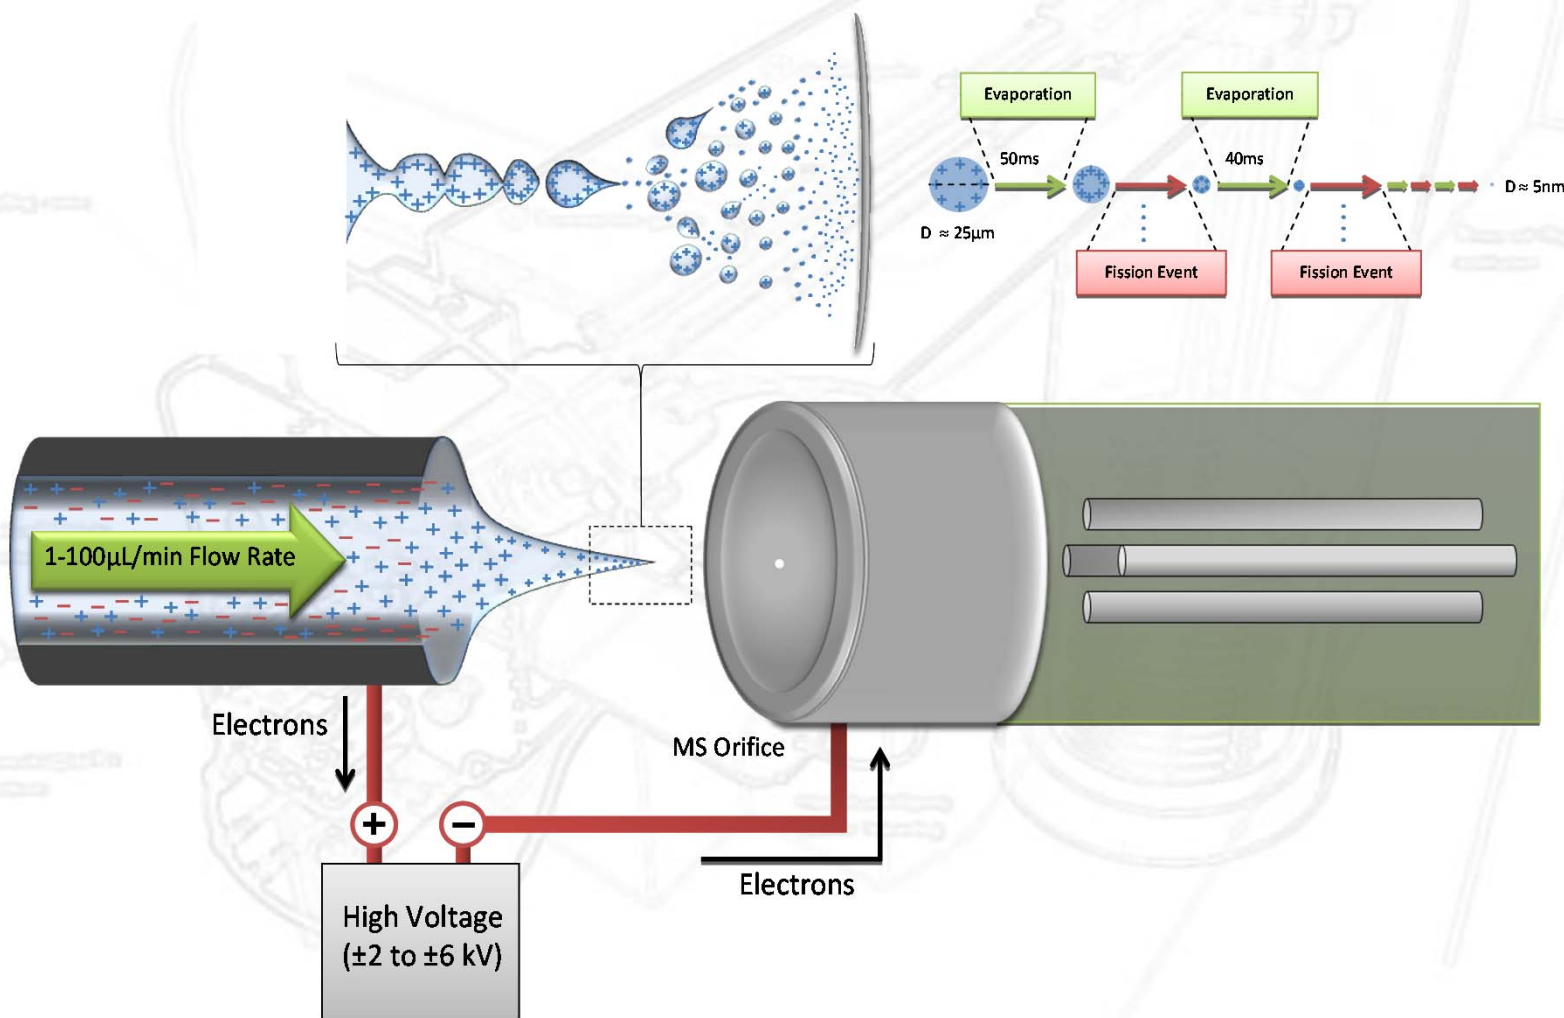 Evaporation
Evaporation
50ms
40ms
D ≈ 25µm
D ≈ 5nm
Fission Event
Fission Event
1-100µL/min Flow Rate
Electrons
MS Orifice
+
−
Electrons
High Voltage
(±2 to ±6 kV)